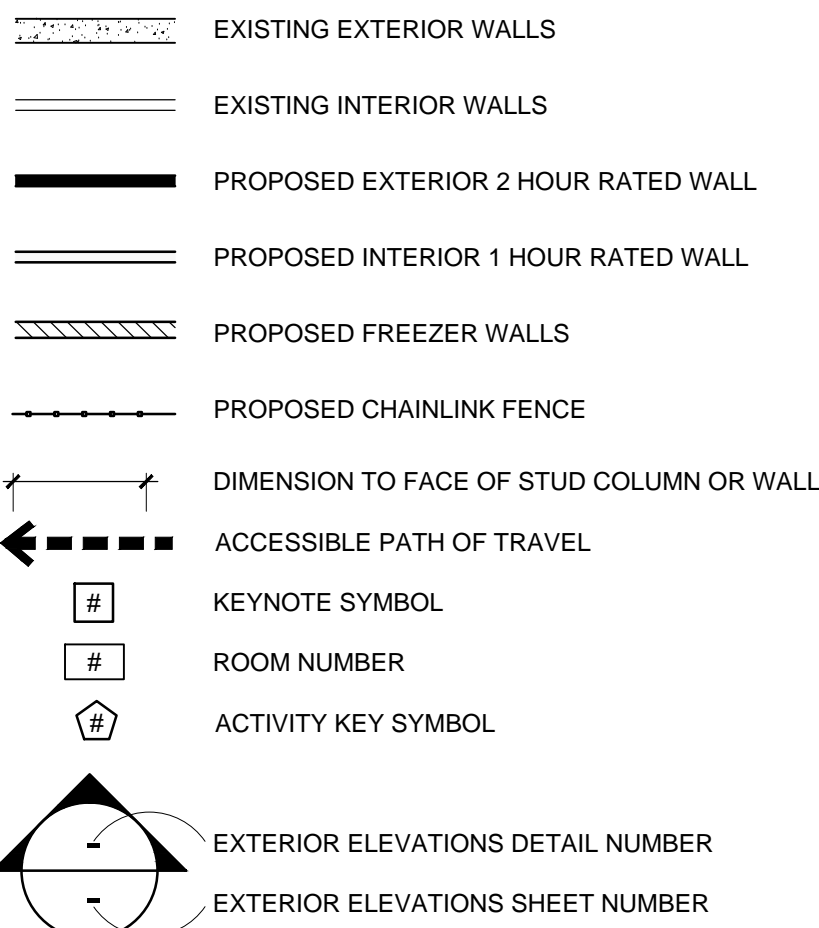 EXISTING EXTERIOR WALLS
EXISTING INTERIOR WALLS
PROPOSED EXTERIOR 2 HOUR RATED WALL
PROPOSED INTERIOR 1 HOUR RATED WALL
PROPOSED FREEZER WALLS
PROPOSED CHAINLINK FENCE
DIMENSION TO FACE OF STUD COLUMN OR WALL
ACCESSIBLE PATH OF TRAVEL
# KEYNOTE SYMBOL
# ROOM NUMBER
# ACTIVITY KEY SYMBOL
- EXTERIOR ELEVATIONS DETAIL NUMBER
- EXTERIOR ELEVATIONS SHEET NUMBER